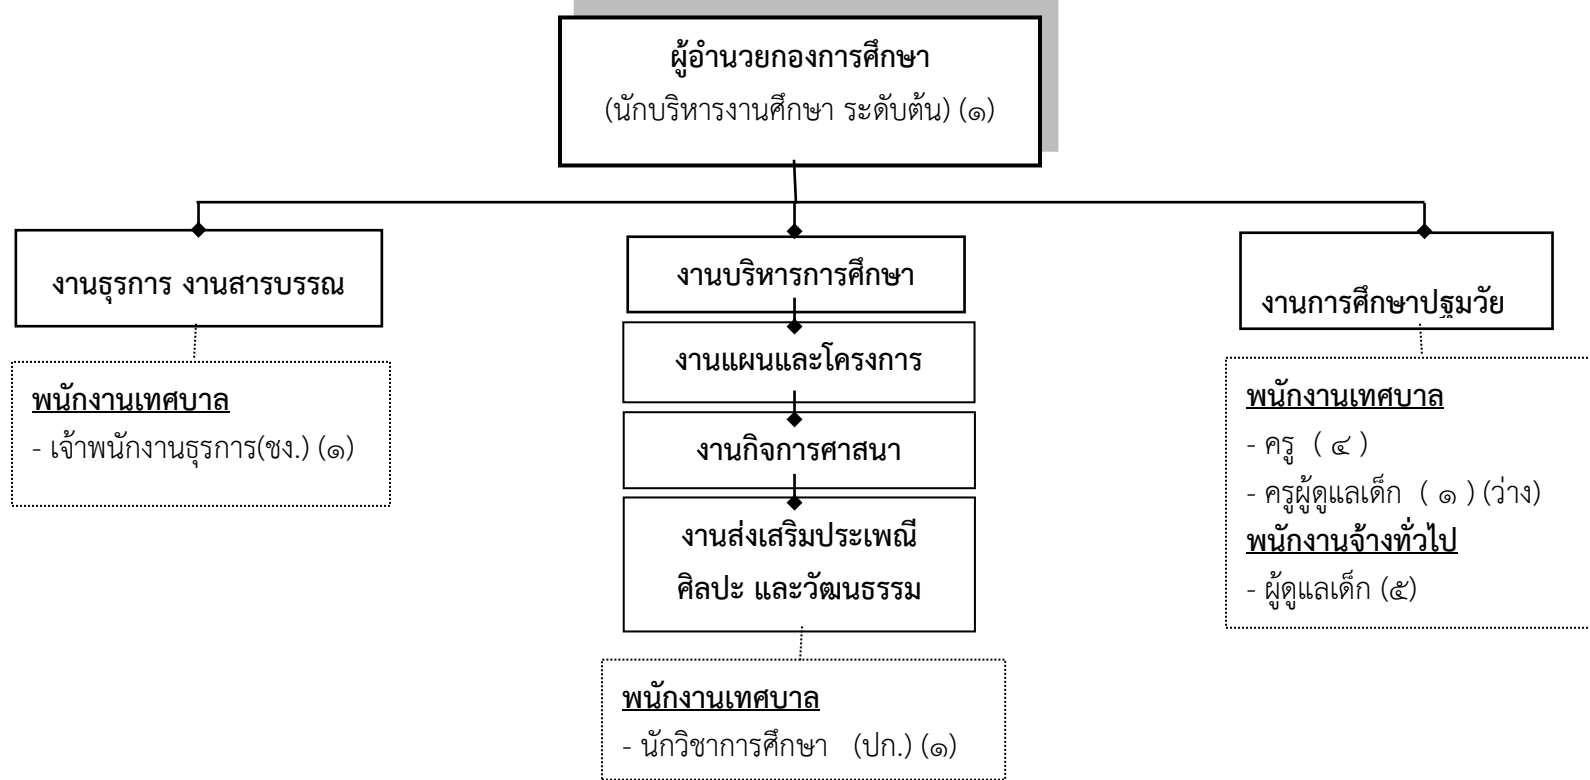 ผู้อำนวยกองการศึกษา
(นักบริหารงานศึกษา ระดับต้น) (๑)
งานธุรการ งานสารบรรณ
พนักงานเทศบาล
- เจ้าพนักงานธุรการ(ชง.) (๑)
งานบริหารการศึกษา
งานแผนและโครงการ
งานกิจการศาสนา
งานส่งเสริมประเพณี
ศิลปะ และวัฒนธรรม
พนักงานเทศบาล
- นักวิชาการศึกษา (ปก.) (๑)
งานการศึกษาปฐมวัย
พนักงานเทศบาล
- ครู ( ๔ )
- ครูผู้ดูแลเด็ก ( ๑ ) (ว่าง)
พนักงานจ้างทั่วไป
- ผู้ดูแลเด็ก (๕)